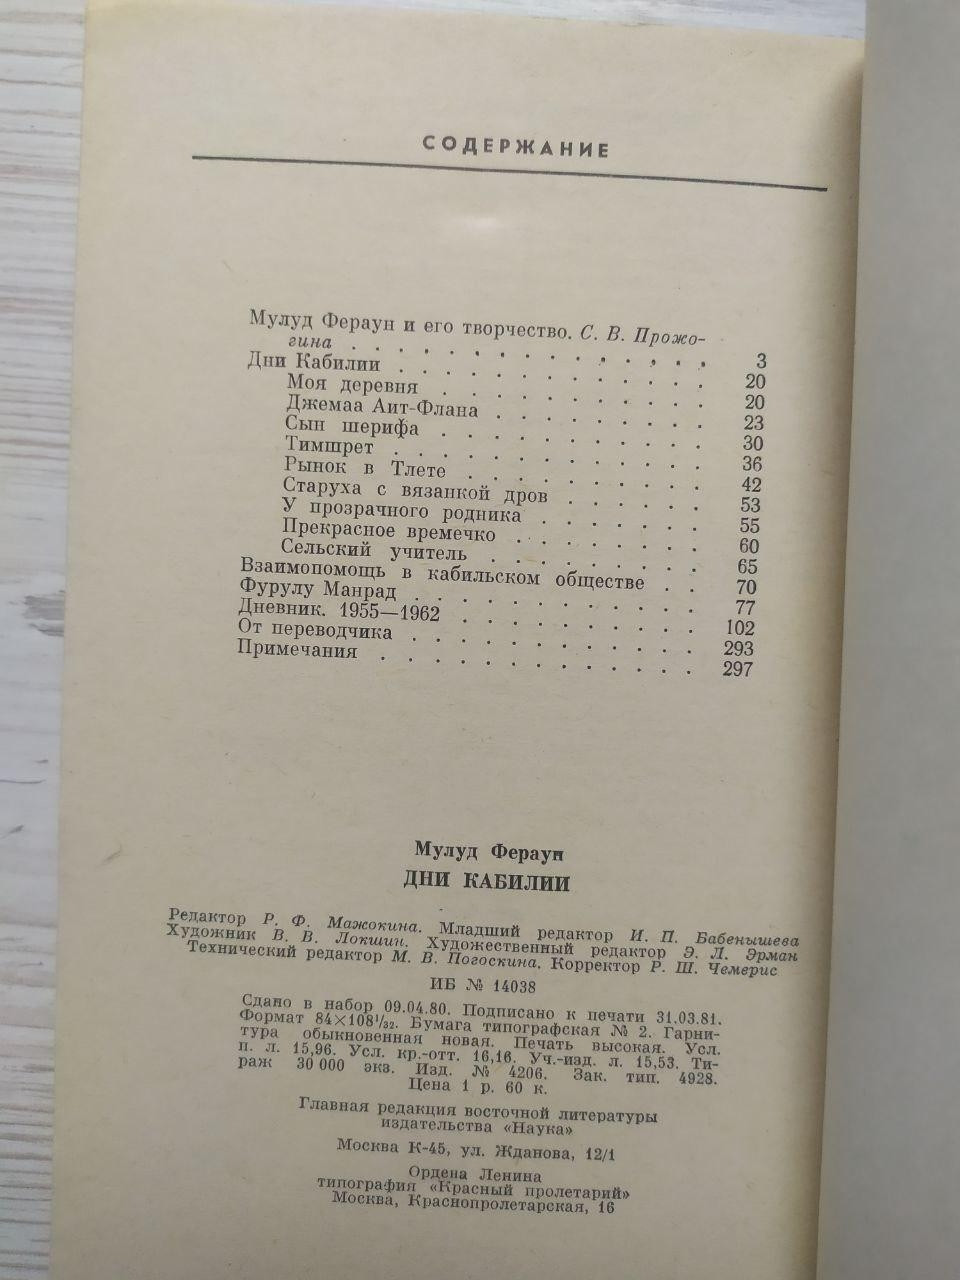 СОДЕРЖАНИЕ
Мулуд Фераун и его творчество. С. В. Прожо-
гина . . . . . . . . . . . . . . 3
Дни Кабилии . . . . . . . . . . . . 20
Моя деревня . . . . . . . . . . 20
Джемаа Аит-Флана . . . . . . . . 23
Сын шерифа . . . . . . . . . . 30
Тимшрет . . . . . . . . . . . . 36
Рынок в Тлете . . . . . . . . . 42
Старуха с вязанкой дров . . . . . . 53
У прозрачного родника . . . . . . . 55
Прекрасное времечко . . . . . . . . 60
Сельский учитель . . . . . . . . . 65
Взаимопомощь в кабильском обществе . . 70
Фурулу Манрад . . . . . . . . . . . 77
Дневник. 1955—1962 . . . . . . . . . 102
От переводчика . . . . . . . . . . . 293
Примечания . . . . . . . . . . . . 297
Мулуд Фераун
ДНИ КАБИЛИИ
Редактор Р. Ф. Мажокина. Младший редактор И. П. Бабенышева
Художник В. В. Локшин. Художественный редактор Э. Л. Эрман
Технический редактор М. В. Погоскина. Корректор Р. Ш. Чемерис
ИБ № 14038
Сдано в набор 09.04.80. Подписано к печати 31.03.81.
Формат 84×108¹/₃₂. Бумага типографская № 2. Гарни-
тура обыкновенная новая. Печать высокая. Усл.
п. л. 15,96. Усл. кр.-отт. 16,16. Уч.-изд. л. 15,53. Ти-
раж 30 000 экз. Изд. № 4206. Зак. тип. 4928.
Цена 1 р. 60 к.
Главная редакция восточной литературы
издательства «Наука»
Москва К-45, ул. Жданова, 12/1
Ордена Ленина
типография «Красный пролетарий»
Москва, Краснопролетарская, 16